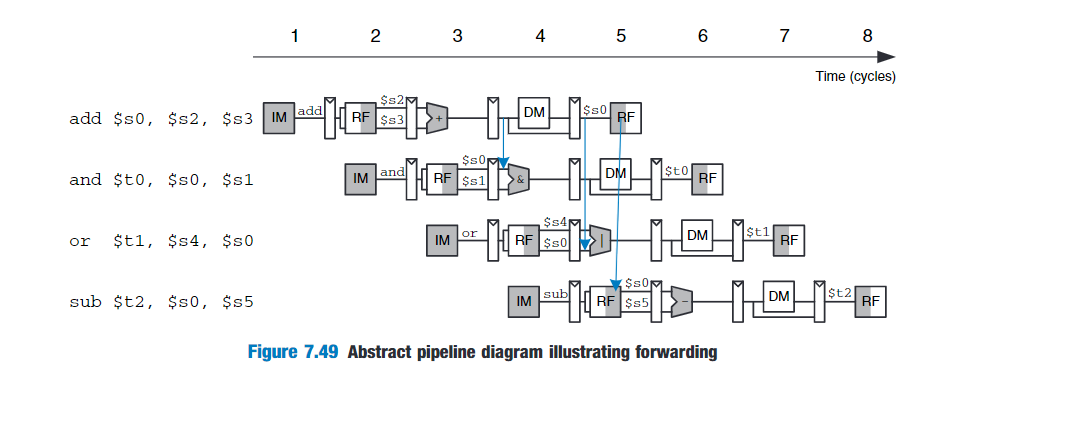 1 2 3 4 5 6 7 8
Time (cycles)
add $s0, $s2, $s3 IM add RF $s2 $s3 + DM $s0 RF
and $t0, $s0, $s1 IM and RF $s0 $s1 & DM $t0 RF
or $t1, $s4, $s0 IM or RF $s4 $s0 | DM $t1 RF
sub $t2, $s0, $s5 IM sub RF $s0 $s5 - DM $t2 RF
Figure 7.49 Abstract pipeline diagram illustrating forwarding